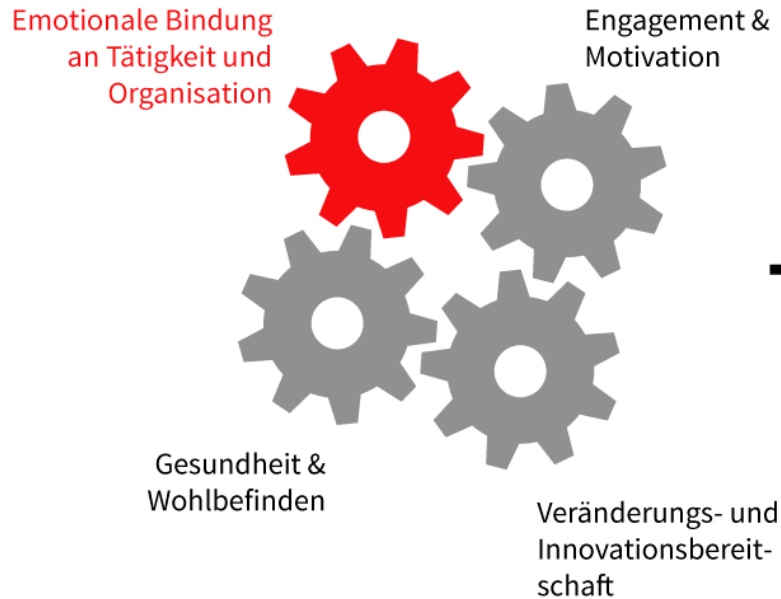 Emotionale Bindung
an Tätigkeit und
Organisation
Engagement &
Motivation
Gesundheit &
Wohlbefinden
Veränderungs- und
Innovationsbereit-
schaft